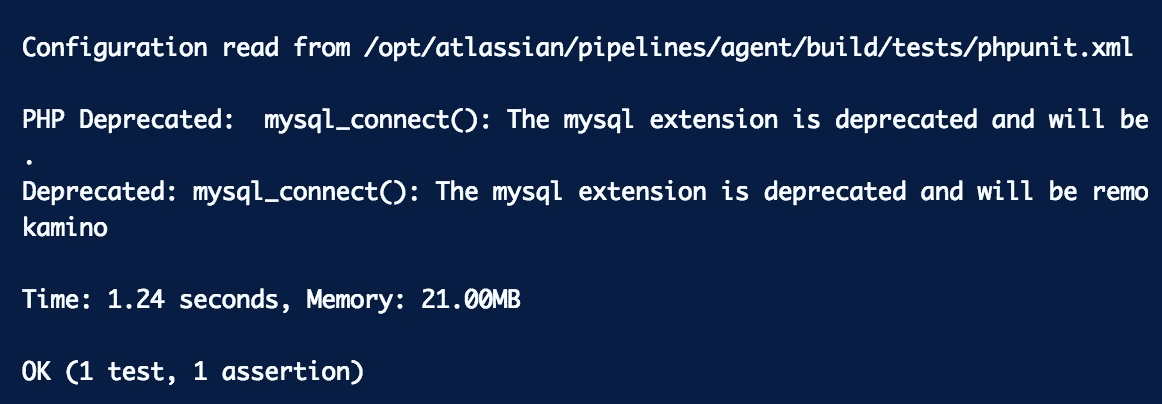 Configuration read from /opt/atlassian/pipelines/agent/build/tests/phpunit.xml
PHP Deprecated:  mysql_connect(): The mysql extension is deprecated and will be
.
Deprecated: mysql_connect(): The mysql extension is deprecated and will be remo
kamino
Time: 1.24 seconds, Memory: 21.00MB
OK (1 test, 1 assertion)